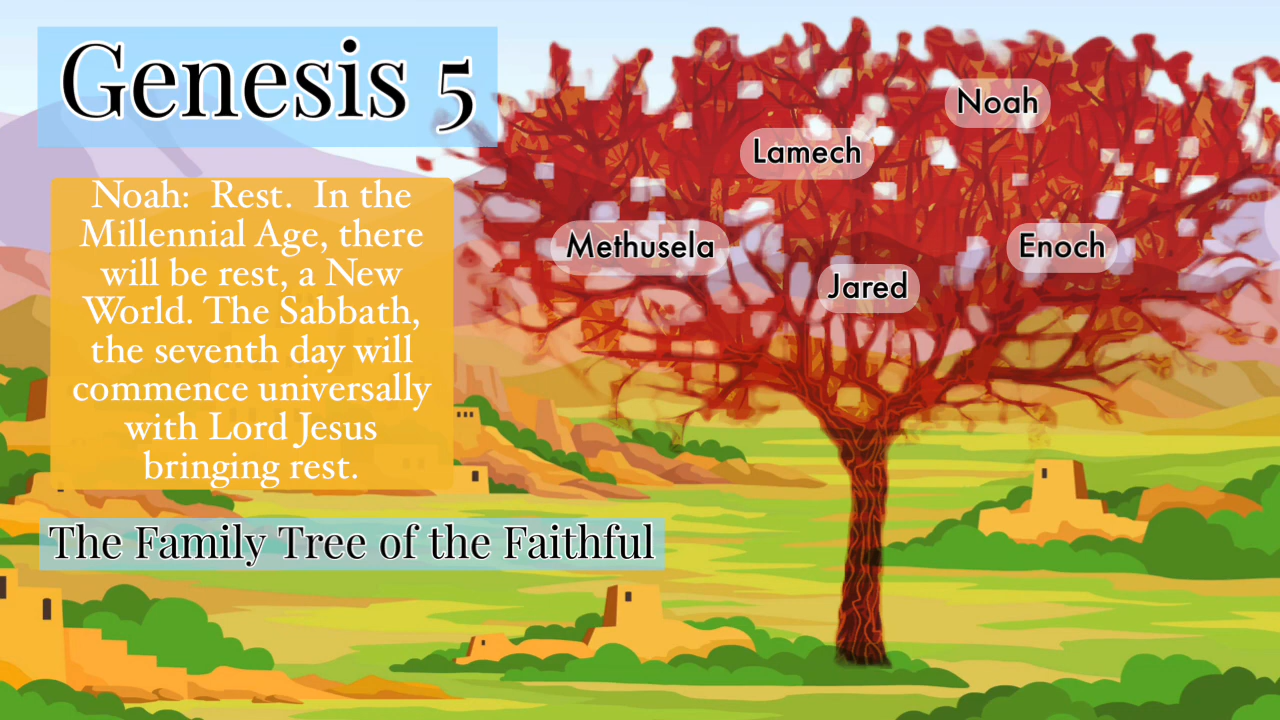 Genesis 5
Noah:  Rest.  In the
Millennial Age, there
will be rest, a New
World. The Sabbath,
the seventh day will
commence universally
with Lord Jesus
bringing rest.
The Family Tree of the Faithful
Noah
Lamech
Methusela
Enoch
Jared